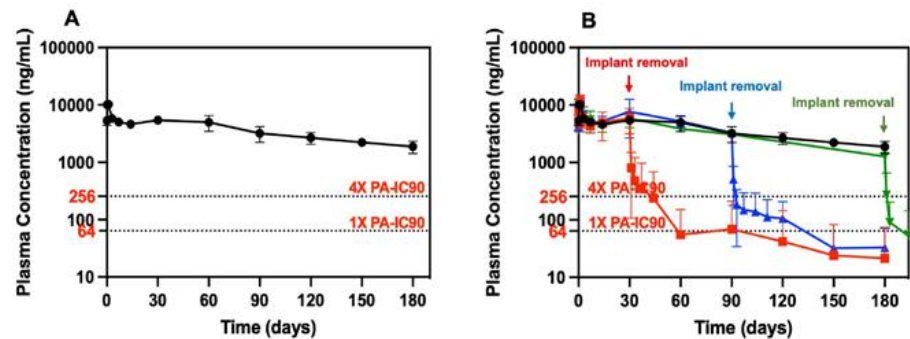 A
Plasma Concentration (ng/mL)
100000
10000
1000
256
100
64
10
4X PA-IC90
1X PA-IC90
0 30 60 90 120 150 180
Time (days)
B
Plasma Concentration (ng/mL)
100000
10000
1000
256
100
64
10
Implant removal
Implant removal
Implant removal
4X PA-IC90
1X PA-IC90
0 30 60 90 120 150 180
Time (days)